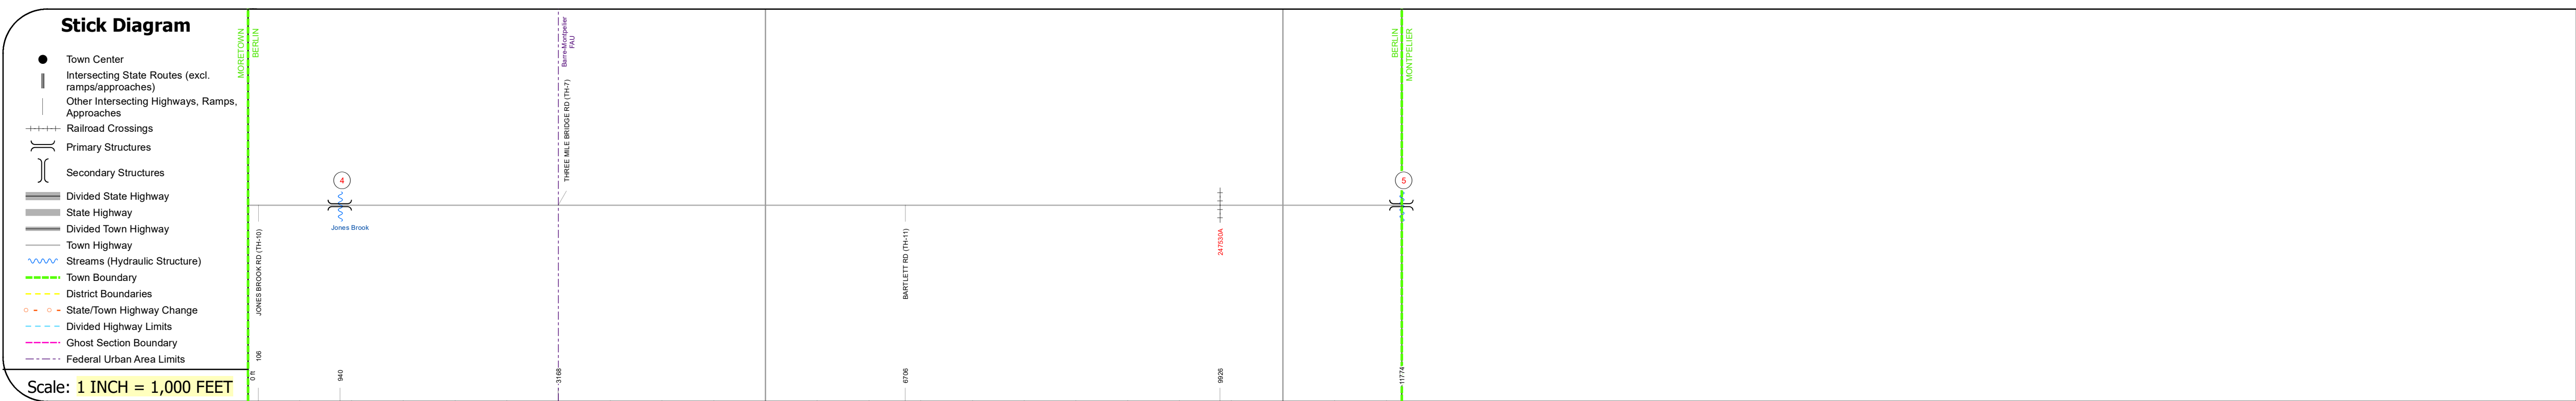 Stick Diagram
Town Center
Intersecting State Routes (excl.
ramps/approaches)
Other Intersecting Highways, Ramps,
Approaches
Railroad Crossings
Primary Structures
Secondary Structures
Divided State Highway
State Highway
Divided Town Highway
Town Highway
Streams (Hydraulic Structure)
Town Boundary
District Boundaries
State/Town Highway Change
Divided Highway Limits
Ghost Section Boundary
Federal Urban Area Limits
Scale: 1 INCH = 1,000 FEET
MORETOWN
BERLIN
0 ft
JONES BROOK RD (TH-10)
106
4
Jones Brook
940
Barre-Montpelier
FAU
THREE MILE BRIDGE RD (TH-7)
3168
BARTLETT RD (TH-11)
6706
247530A
9926
BERLIN
MONTPELIER
5
11774